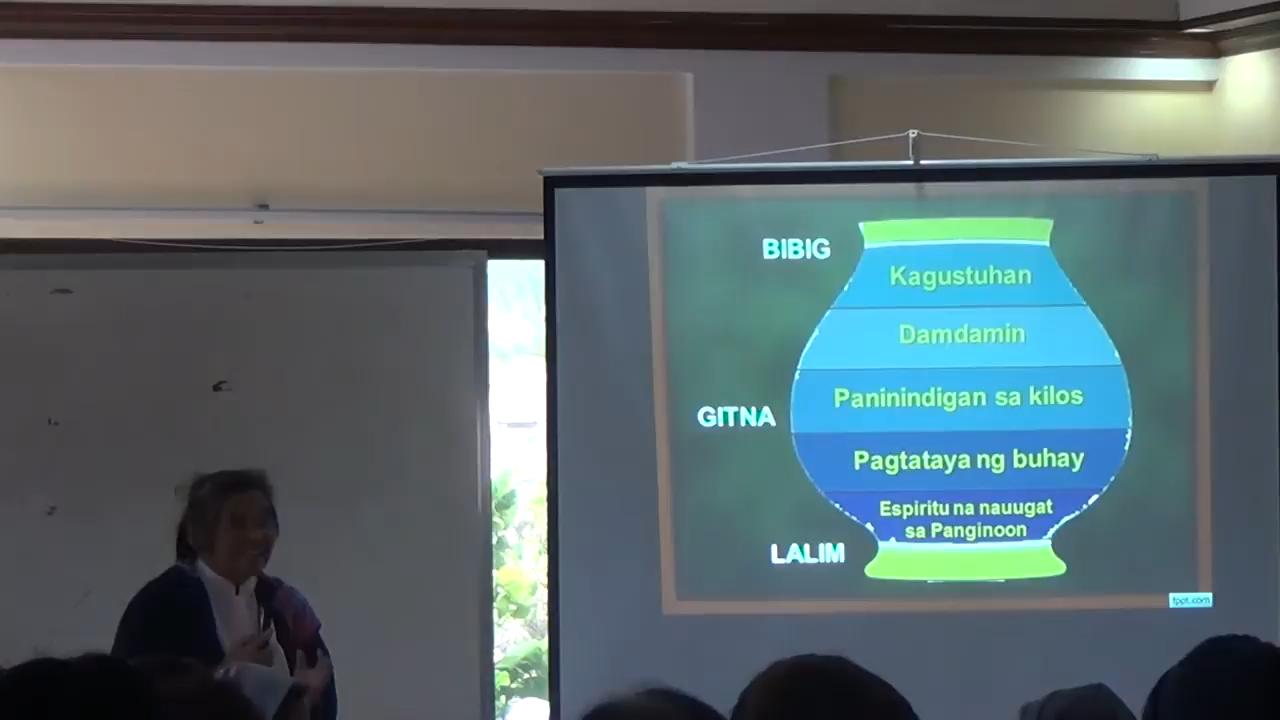 BIBIG
Kagustuhan
Damdamin
Paninindigan sa kilos
GITNA
Pagtataya ng buhay
Espiritu na nauugat
sa Panginoon
LALIM
fppt.com